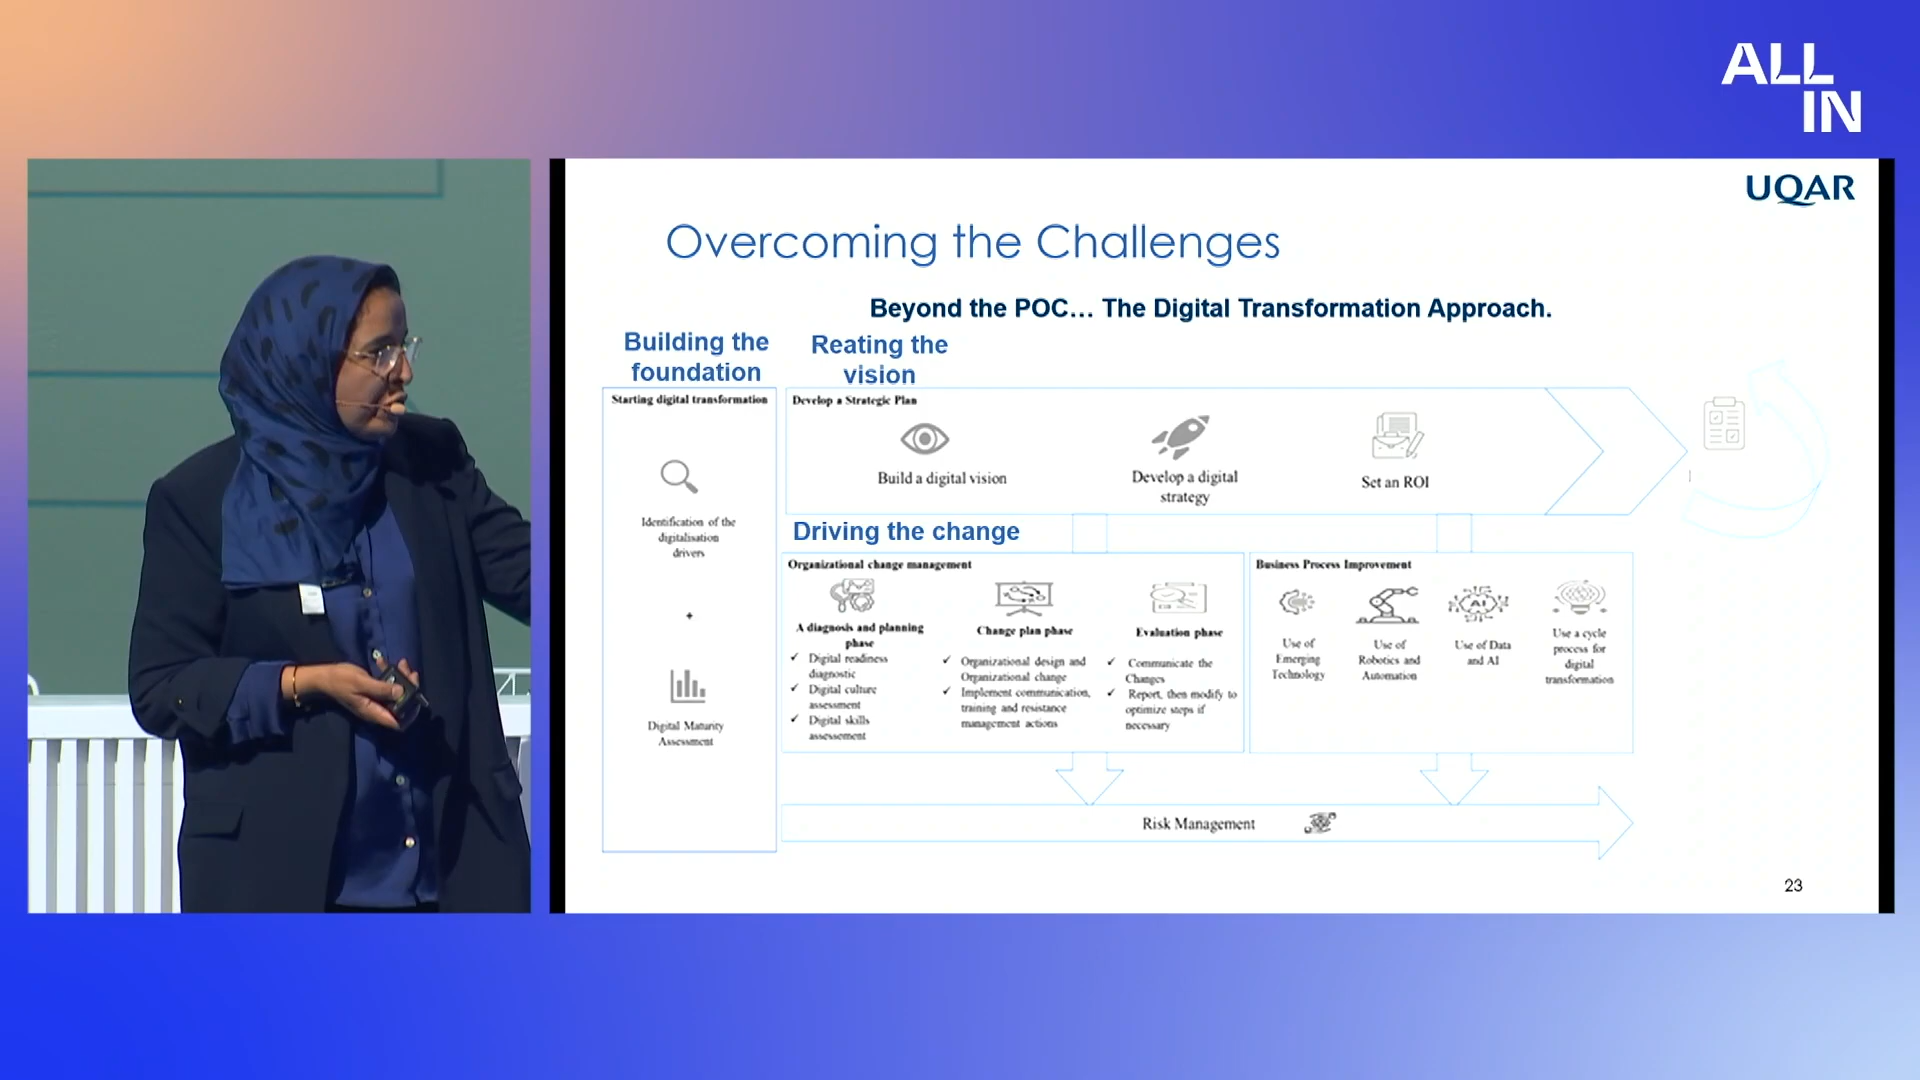 ALL
IN
UQAR
Overcoming the Challenges
Beyond the POC... The Digital Transformation Approach.
Building the
foundation
Reating the
vision
Starting digital transformation
Identification of the
digitalisation
drivers
+
Digital Maturity
Assessment
Develop a Strategic Plan
Build a digital vision
Develop a digital
strategy
Set an ROI
Driving the change
Organizational change management
A diagnosis and planning
phase
✓ Digital readiness
diagnostic
✓ Digital culture
assessment
✓ Digital skills
assessement
Change plan phase
✓ Organizational design and
Organizational change
✓ Implement communication,
training and resistance
management actions
Evaluation phase
✓ Communicate the
Changes
✓ Report, then modify to
optimize steps if
necessary
Business Process Improvement
Use of
Emerging
Technology
Use of
Robotics and
Automation
AI
Use of Data
and AI
Use a cycle
process for
digital
transformation
Risk Management
23